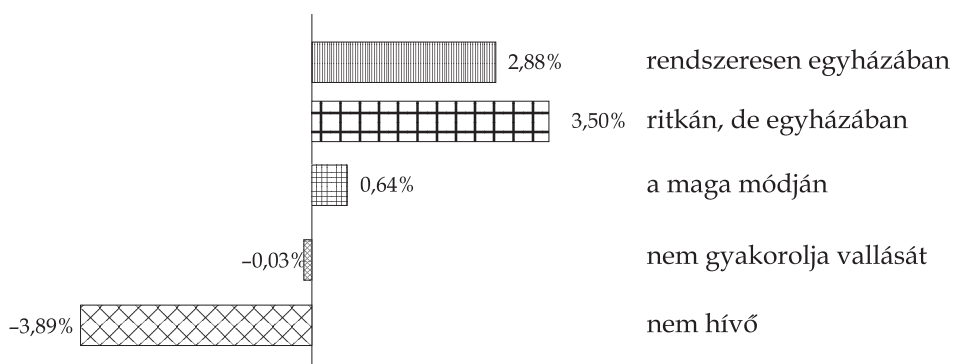 2,88% rendszeresen egyházában
3,50% ritkán, de egyházában
0,64% a maga módján
–0,03% nem gyakorolja vallását
–3,89% nem hívő